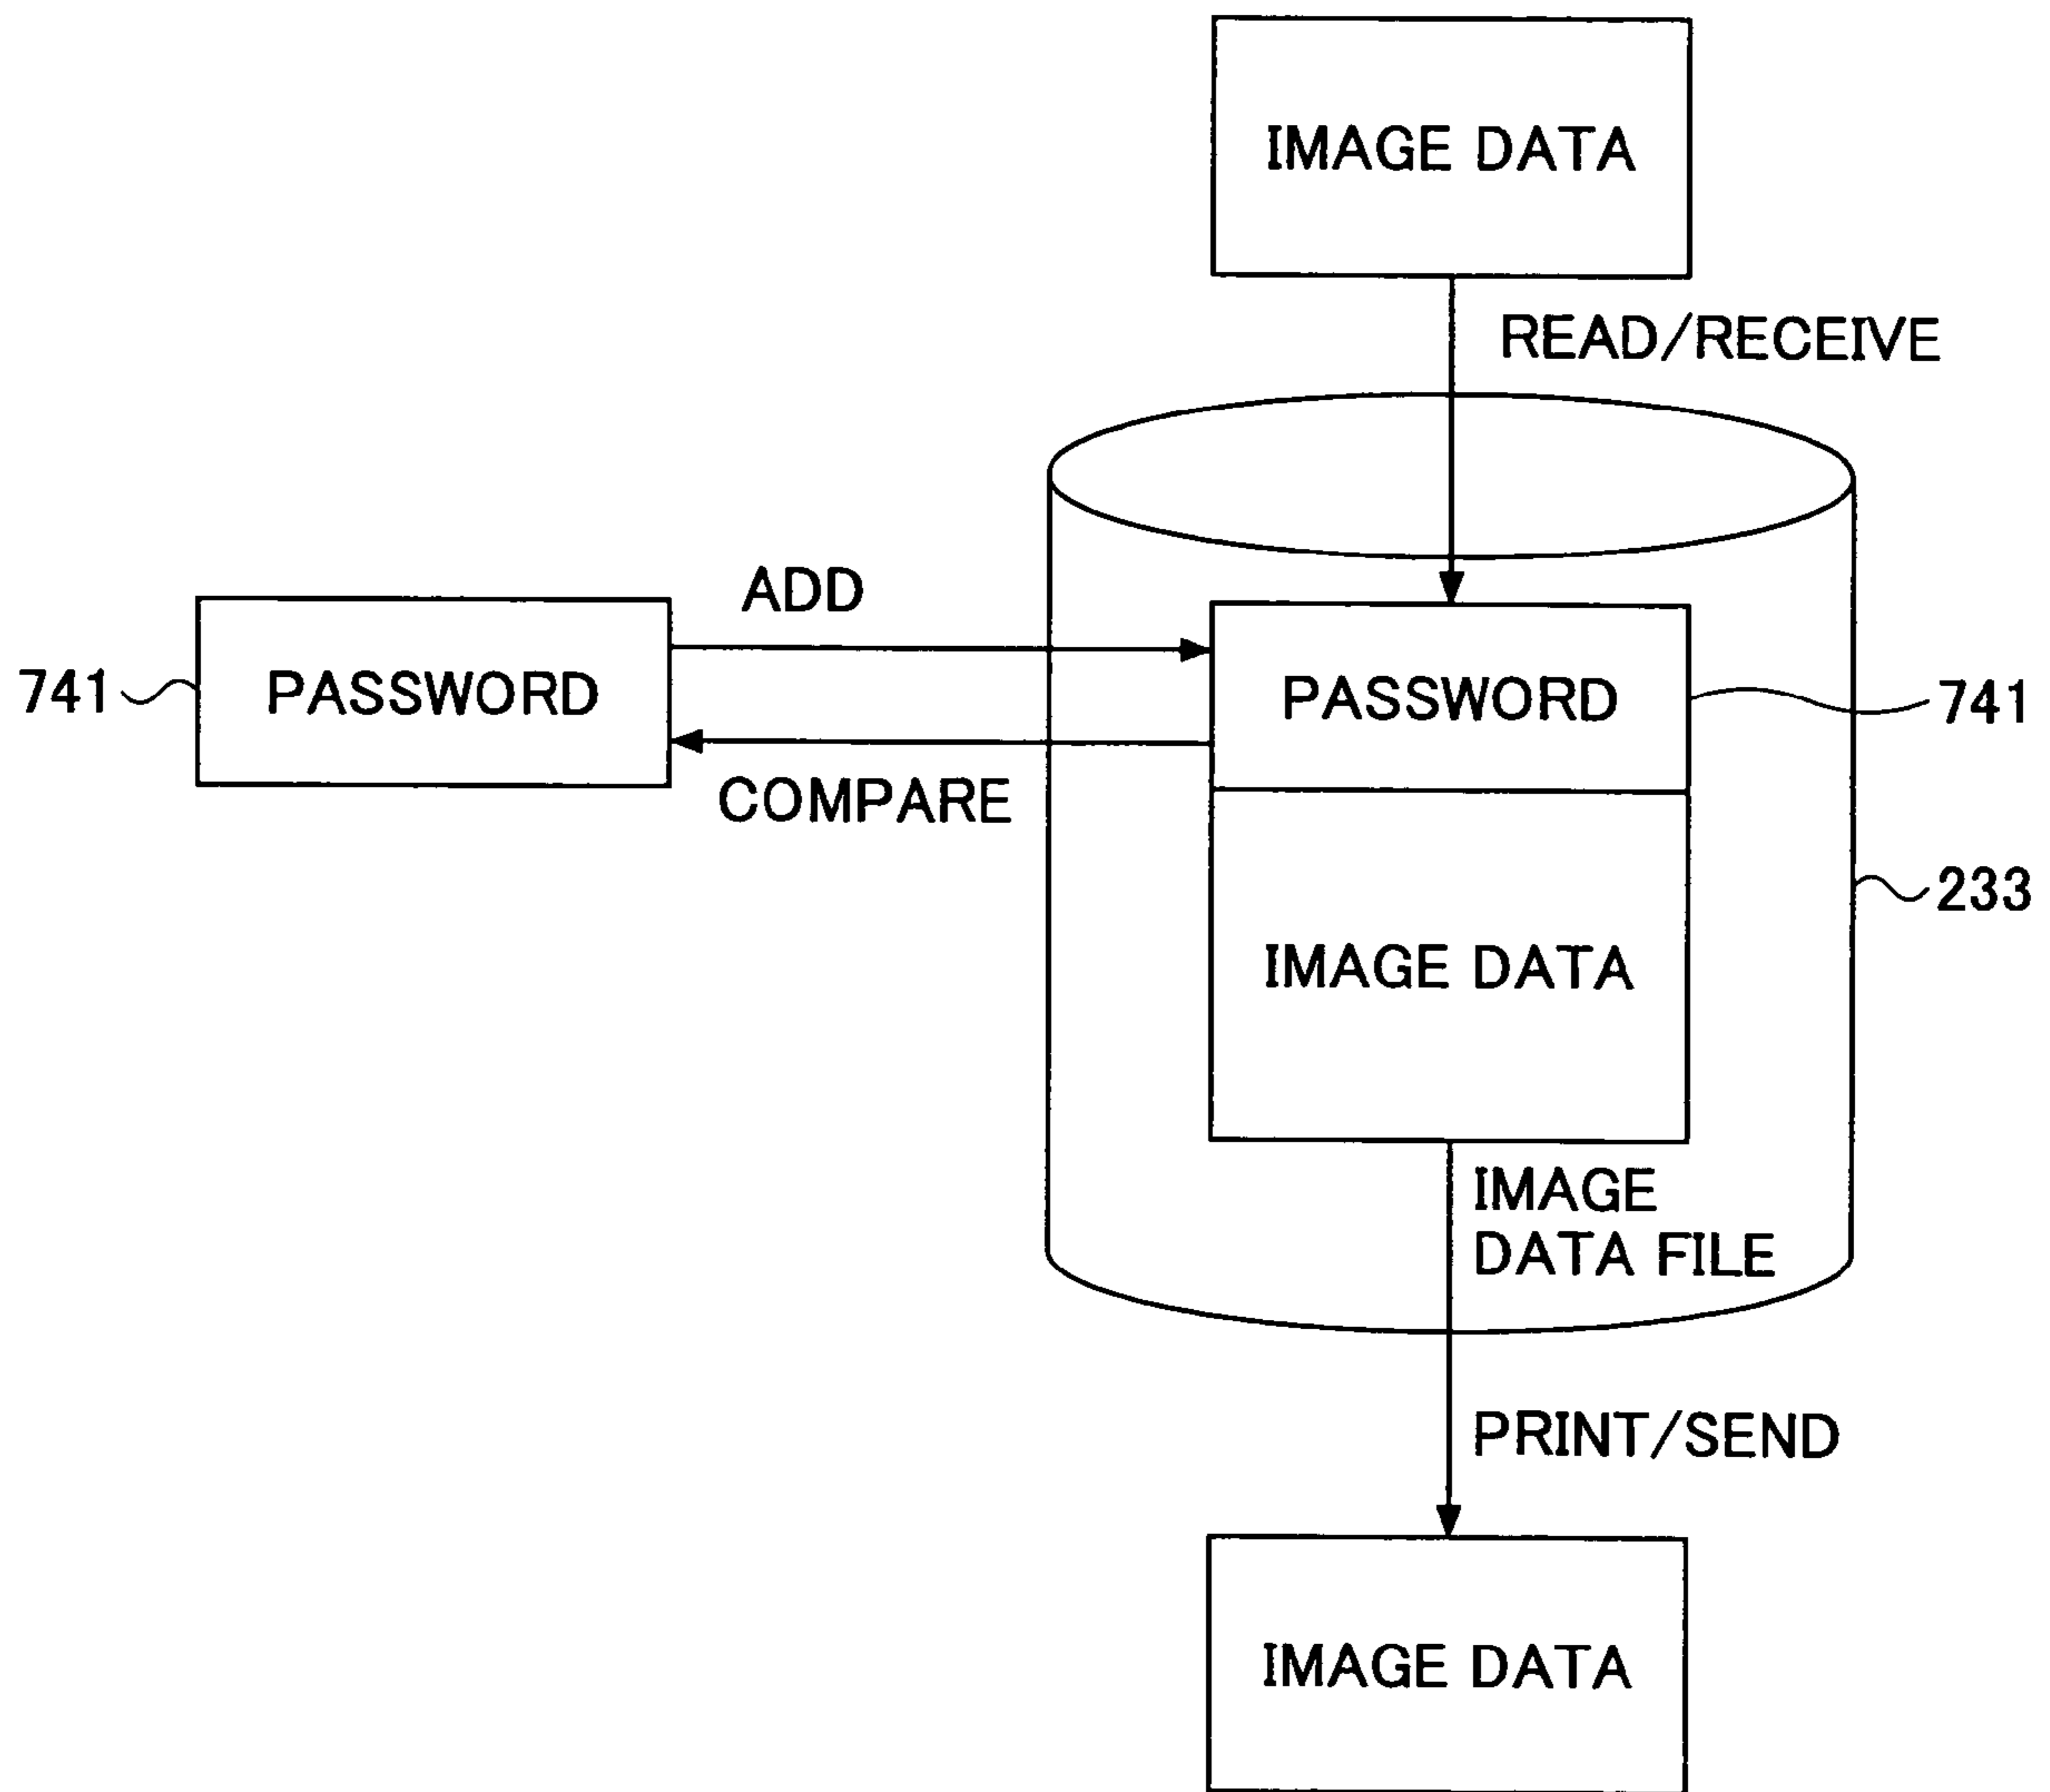 IMAGE DATA
READ/RECEIVE
ADD
741
PASSWORD
PASSWORD
741
COMPARE
233
IMAGE DATA
IMAGE
DATA FILE
PRINT/SEND
IMAGE DATA